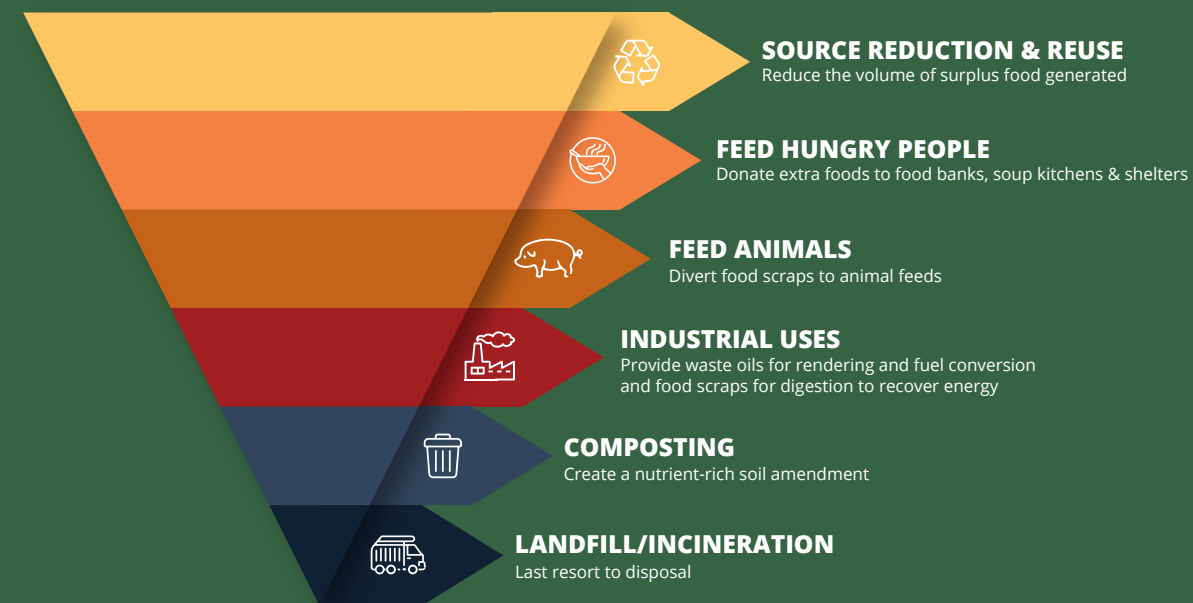 SOURCE REDUCTION & REUSE
Reduce the volume of surplus food generated
FEED HUNGRY PEOPLE
Donate extra foods to food banks, soup kitchens & shelters
FEED ANIMALS
Divert food scraps to animal feeds
INDUSTRIAL USES
Provide waste oils for rendering and fuel conversion
and food scraps for digestion to recover energy
COMPOSTING
Create a nutrient-rich soil amendment
LANDFILL/INCINERATION
Last resort to disposal